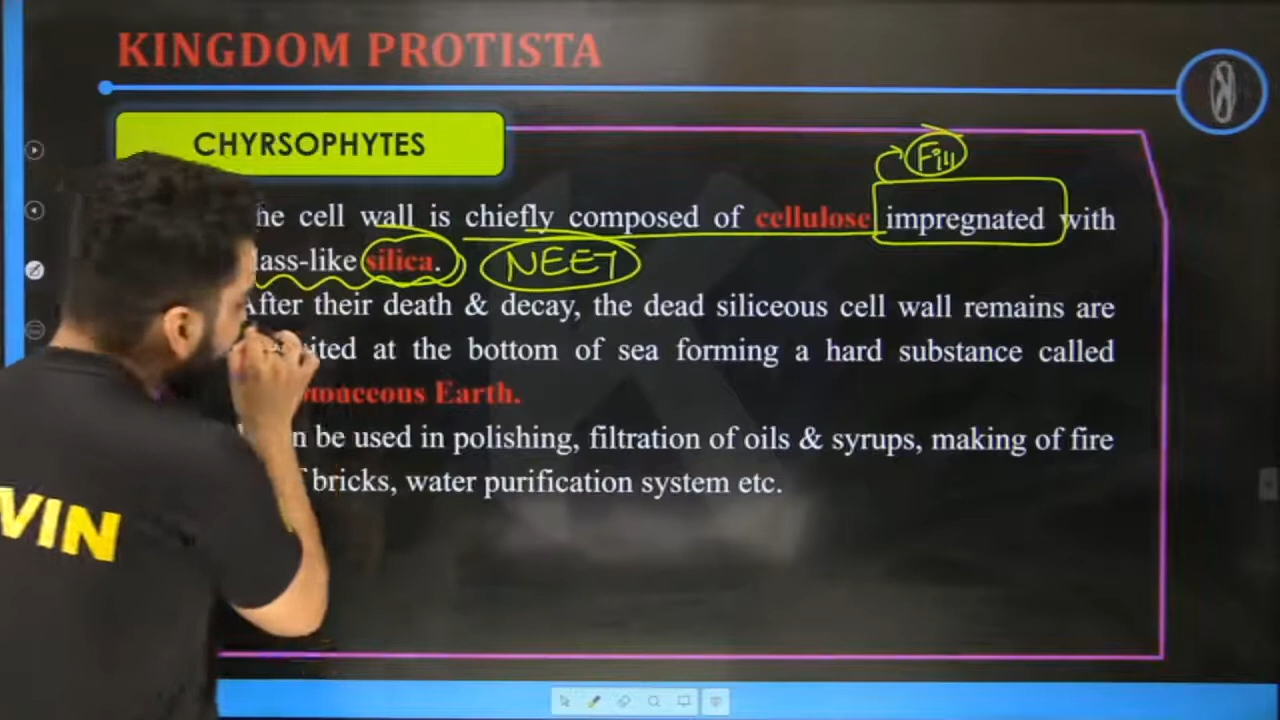 KINGDOM PROTISTA
CHYRSOPHYTES
Fill
he cell wall is chiefly composed of cellulose impregnated with
lass-like silica. NEET
After their death & decay, the dead siliceous cell wall remains are
ited at the bottom of sea forming a hard substance called
maceous Earth.
n be used in polishing, filtration of oils & syrups, making of fire
bricks, water purification system etc.
VIN